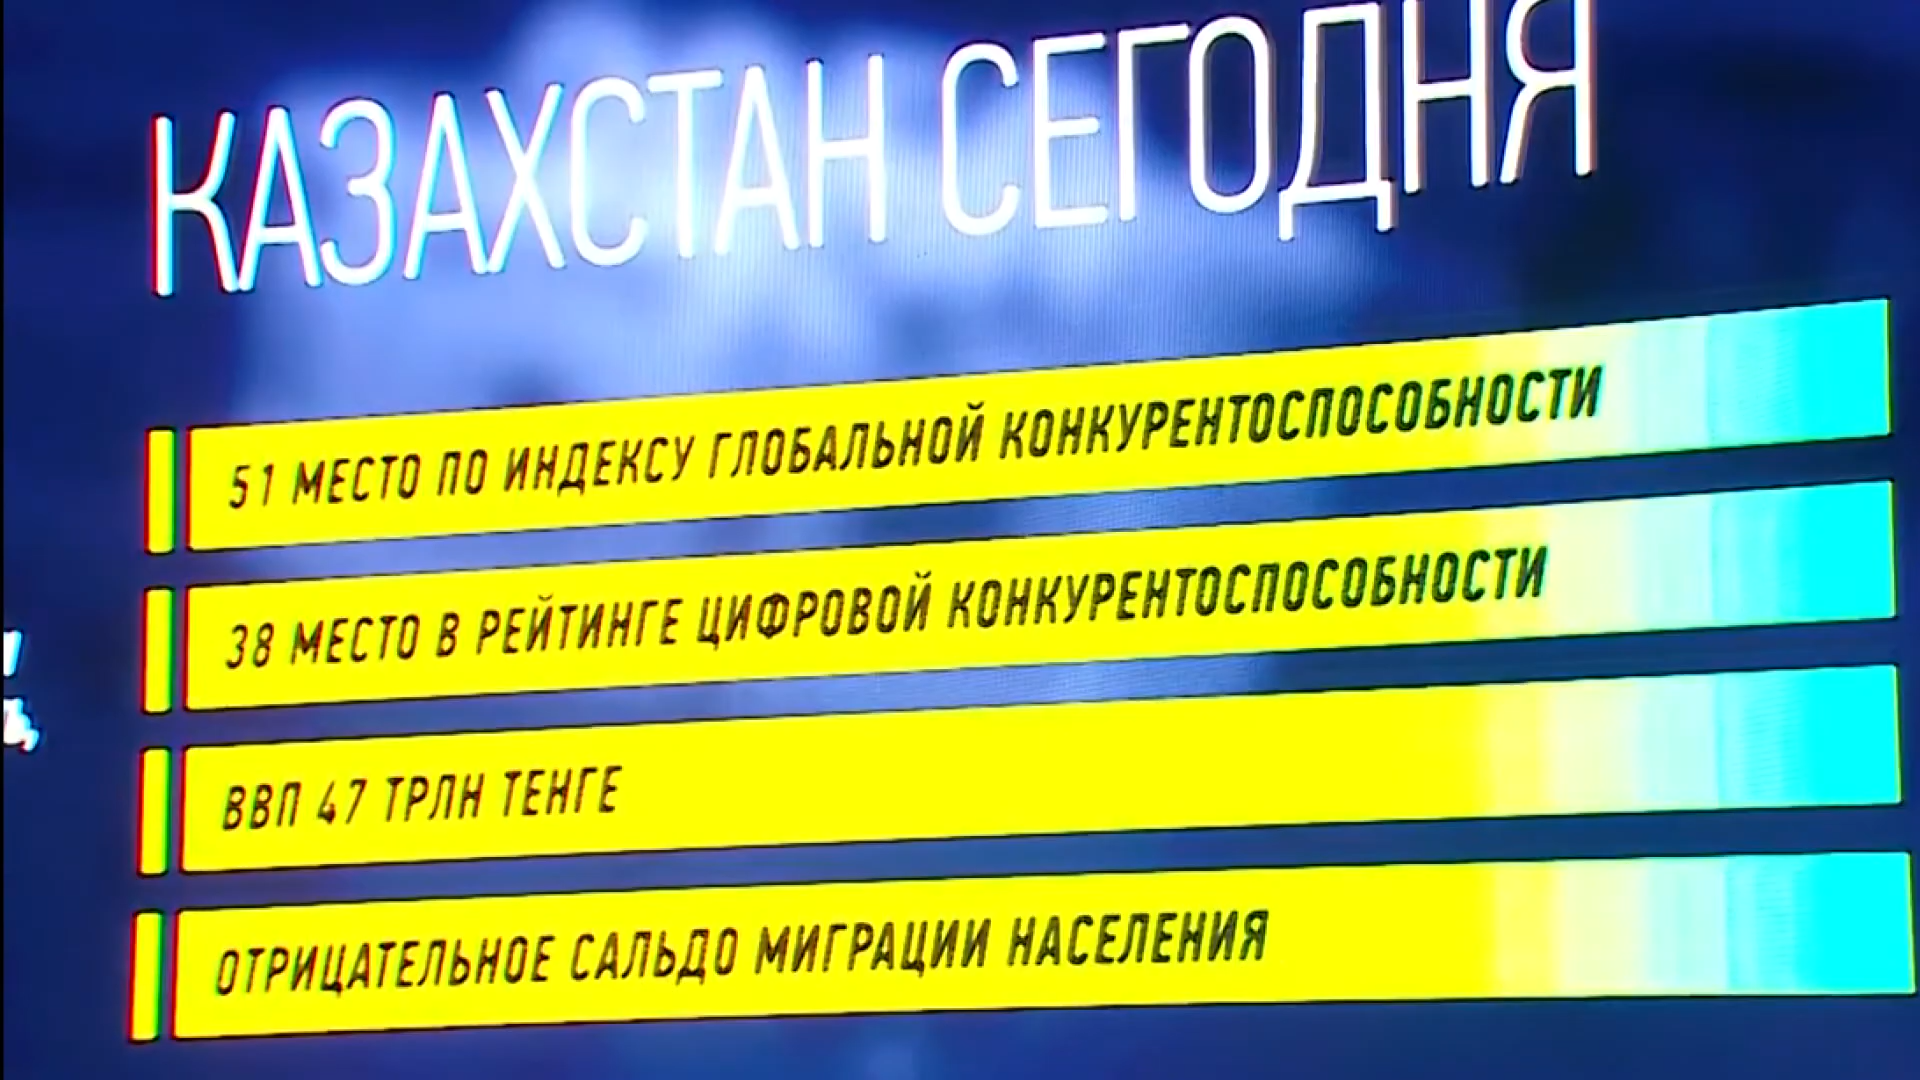 КАЗАХСТАН СЕГОДНЯ
51 МЕСТО ПО ИНДЕКСУ ГЛОБАЛЬНОЙ КОНКУРЕНТОСПОСОБНОСТИ
38 МЕСТО В РЕЙТИНГЕ ЦИФРОВОЙ КОНКУРЕНТОСПОСОБНОСТИ
ВВП 47 ТРЛН ТЕНГЕ
ОТРИЦАТЕЛЬНОЕ САЛЬДО МИГРАЦИИ НАСЕЛЕНИЯ